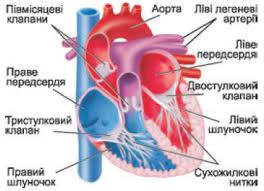 Півмісяцеві
клапани
Аорта
Ліві легеневі
артерії
Ліве
передсердя
Праве
передсердя
Двостулковий
клапан
Тристулковий
клапан
Лівий
шлуночок
Правий
шлуночок
Сухожилкові
нитки